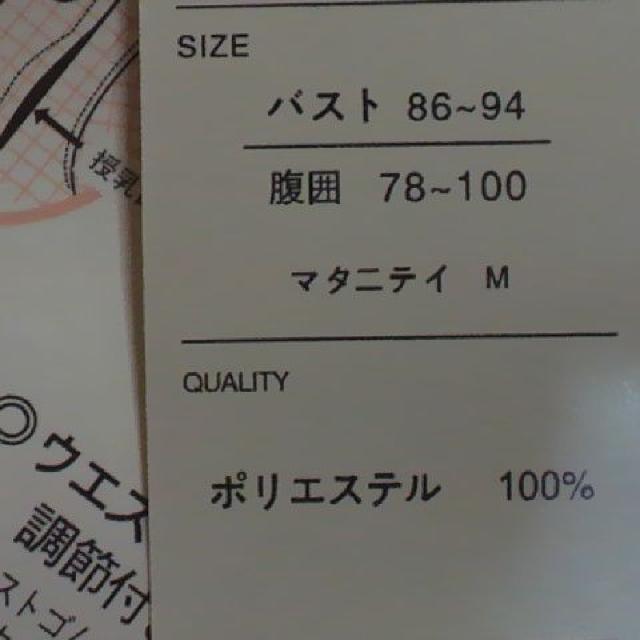 SIZE
バスト 86~94
腹囲 78~100
マタニテイ M
QUALITY
ポリエステル 100%
授乳
◎ウエス
調節付
ストゴム